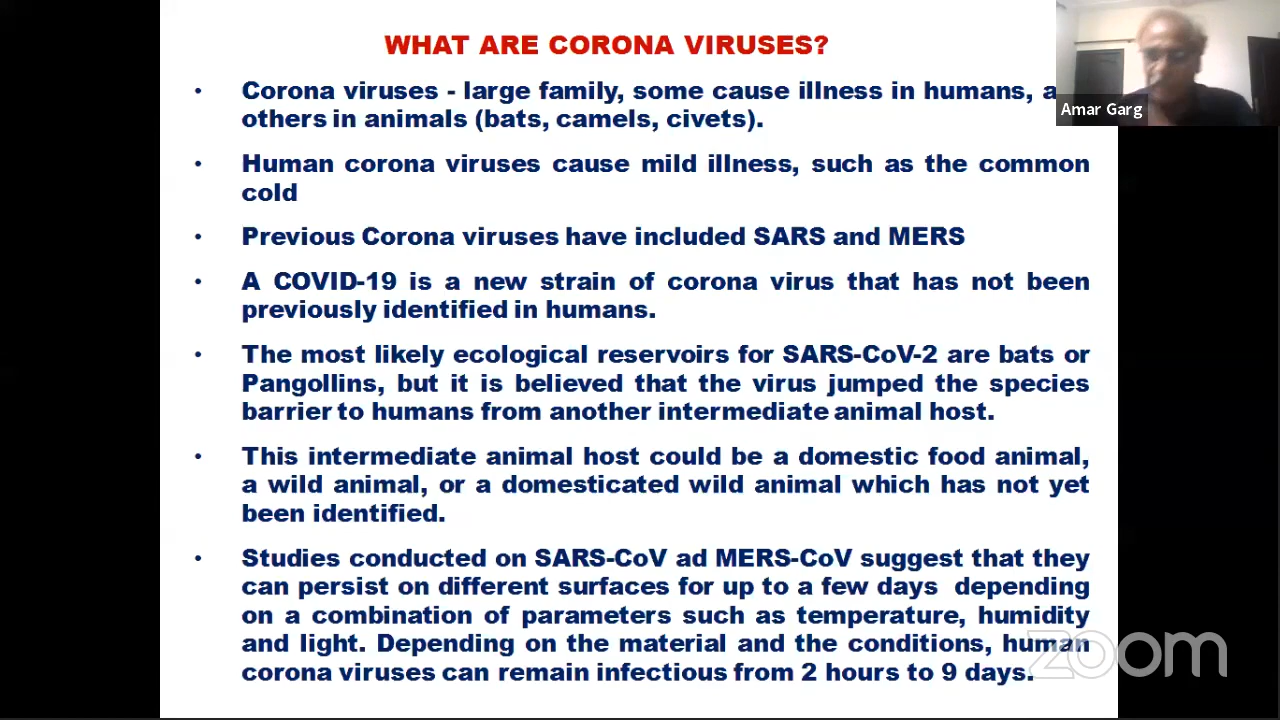 WHAT ARE CORONA VIRUSES?
• Corona viruses - large family, some cause illness in humans,
others in animals (bats, camels, civets).
• Human corona viruses cause mild illness, such as the common
cold
• Previous Corona viruses have included SARS and MERS
• A COVID-19 is a new strain of corona virus that has not been
previously identified in humans.
• The most likely ecological reservoirs for SARS-CoV-2 are bats or
Pangollins, but it is believed that the virus jumped the species
barrier to humans from another intermediate animal host.
• This intermediate animal host could be a domestic food animal,
a wild animal, or a domesticated wild animal which has not yet
been identified.
• Studies conducted on SARS-CoV ad MERS-CoV suggest that they
can persist on different surfaces for up to a few days depending
on a combination of parameters such as temperature, humidity
and light. Depending on the material and the conditions, human
corona viruses can remain infectious from 2 hours to 9 days.
Amar Garg
zoom